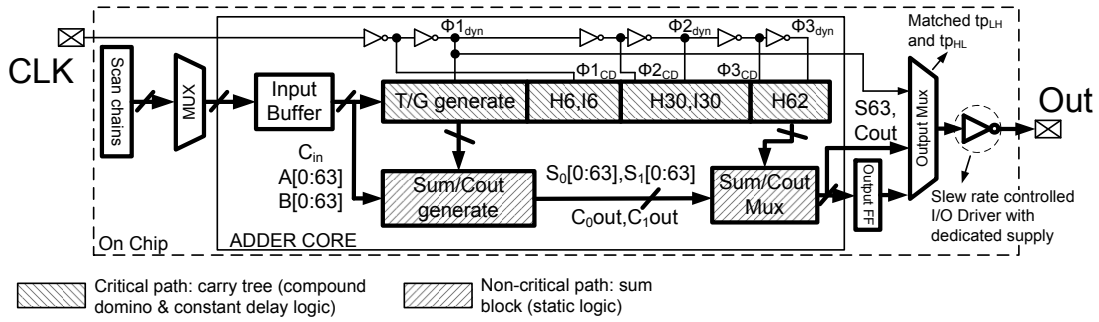 Φ1dyn
Φ2dyn
Φ3dyn
Matched tpLH
and tpHL
CLK
Scan chains
MUX
Input
Buffer
Φ1CD
Φ2CD
Φ3CD
T/G generate
H6,I6
H30,I30
H62
S63,
Cout
Output Mux
Out
Cin
A[0:63]
B[0:63]
Sum/Cout
generate
S0[0:63],S1[0:63]
C0out,C1out
Sum/Cout
Mux
Output FF
Slew rate controlled
I/O Driver with
dedicated supply
On Chip
ADDER CORE
Critical path: carry tree (compound
domino & constant delay logic)
Non-critical path: sum
block (static logic)